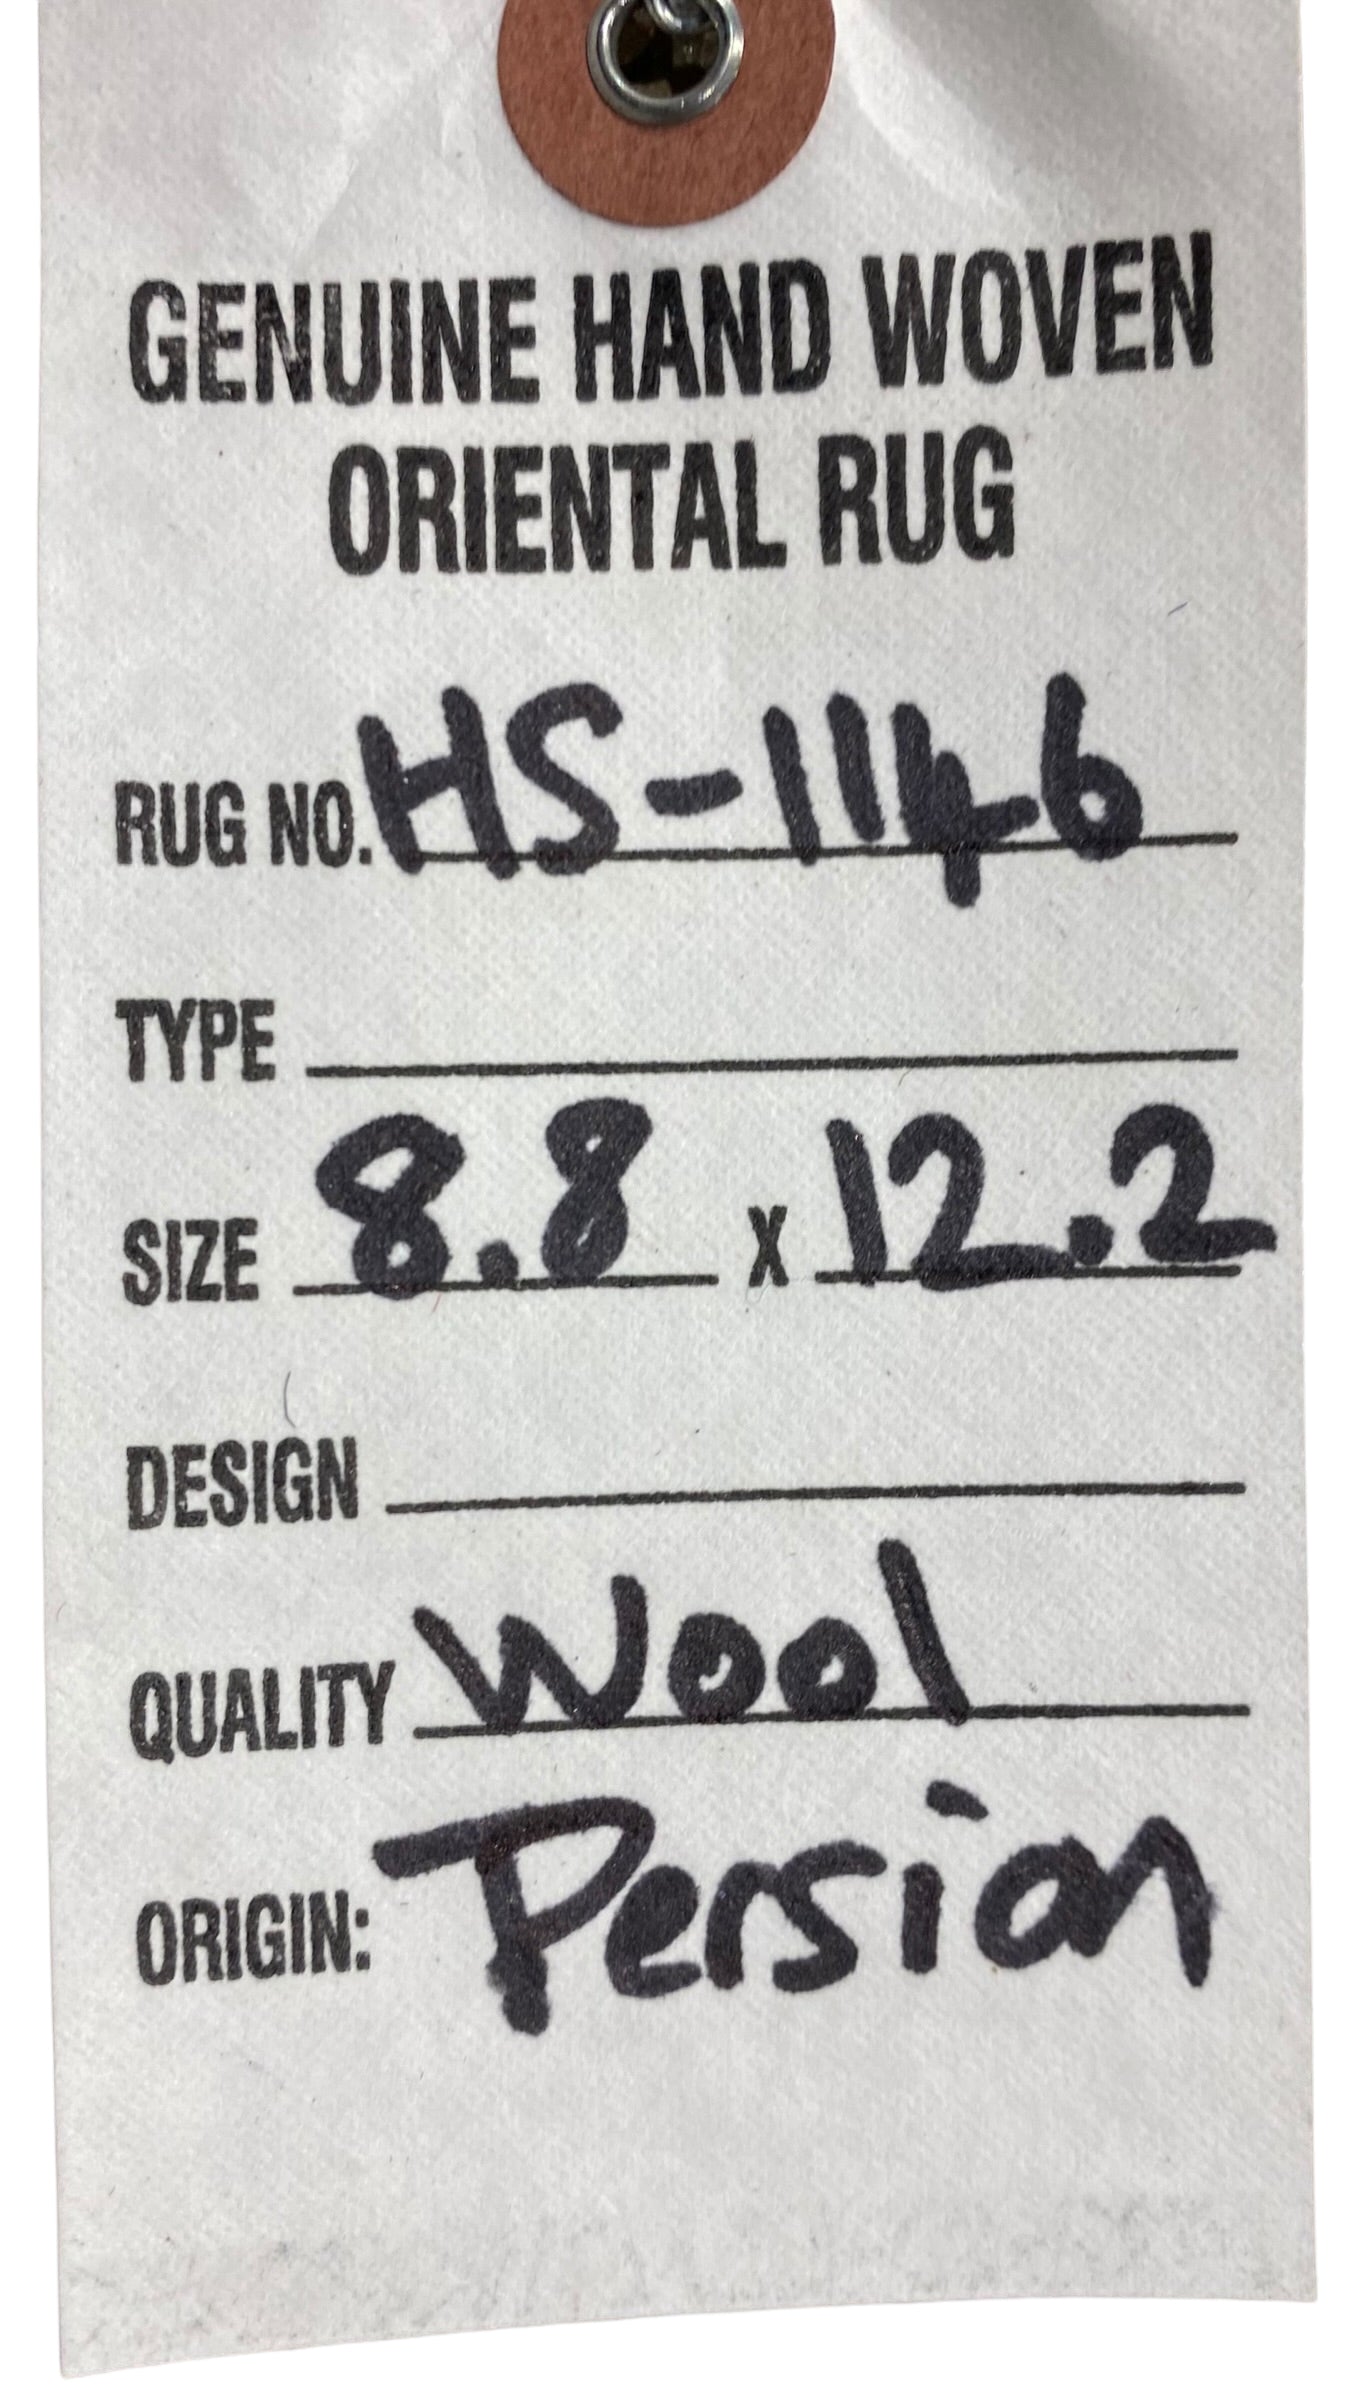 GENUINE HAND WOVEN
ORIENTAL RUG
RUG NO. HS-1146
TYPE
SIZE 8.8 X 12.2
DESIGN
QUALITY Wool
ORIGIN: Persian